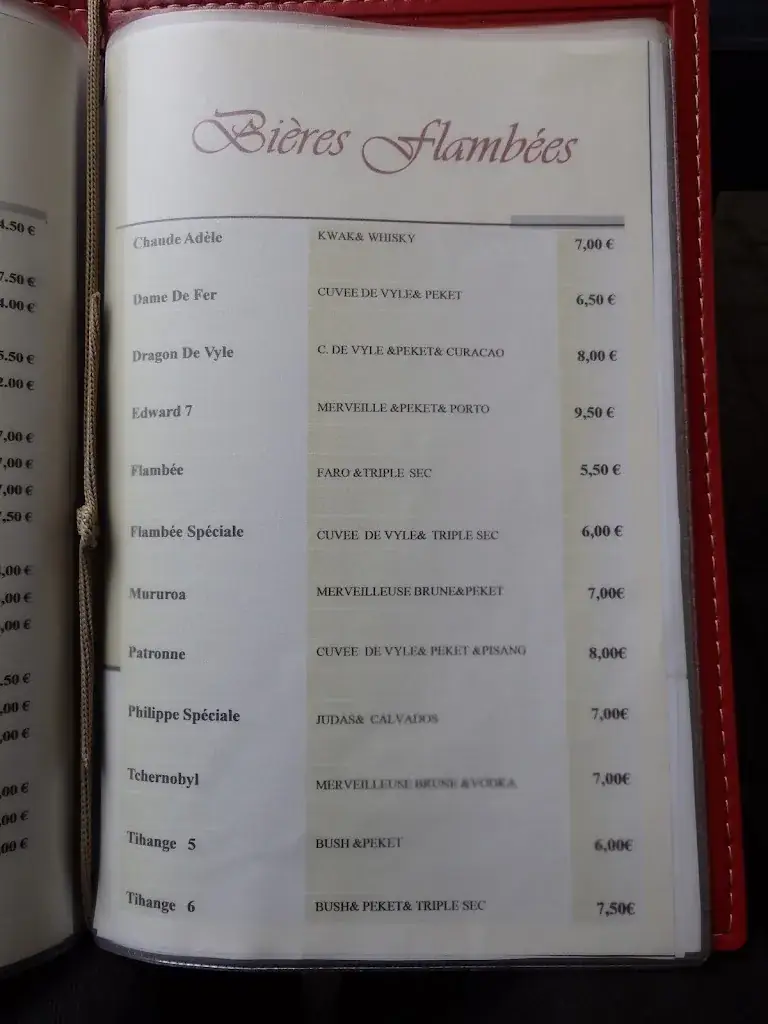 Bières Flambées
Chaude Adèle KWAK& WHISKY 7,00 €
Dame De Fer CUVEE DE VYLE& PEKET 6,50 €
Dragon De Vyle C. DE VYLE &PEKET& CURACAO 8,00 €
Edward 7 MERVEILLE &PEKET& PORTO 9,50 €
Flambée FARO &TRIPLE SEC 5,50 €
Flambée Spéciale CUVEE DE VYLE& TRIPLE SEC 6,00 €
Mururoa MERVEILLEUSE BRUNE&PEKET 7,00€
Patronne CUVEE DE VYLE& PEKET &PISANG 8,00€
Philippe Spéciale JUDAS& CALVADOS 7,00€
Tchernobyl MERVEILLEUSE BRUNE &VODKA 7,00€
Tihange 5 BUSH &PEKET 6,00€
Tihange 6 BUSH& PEKET& TRIPLE SEC 7,50€